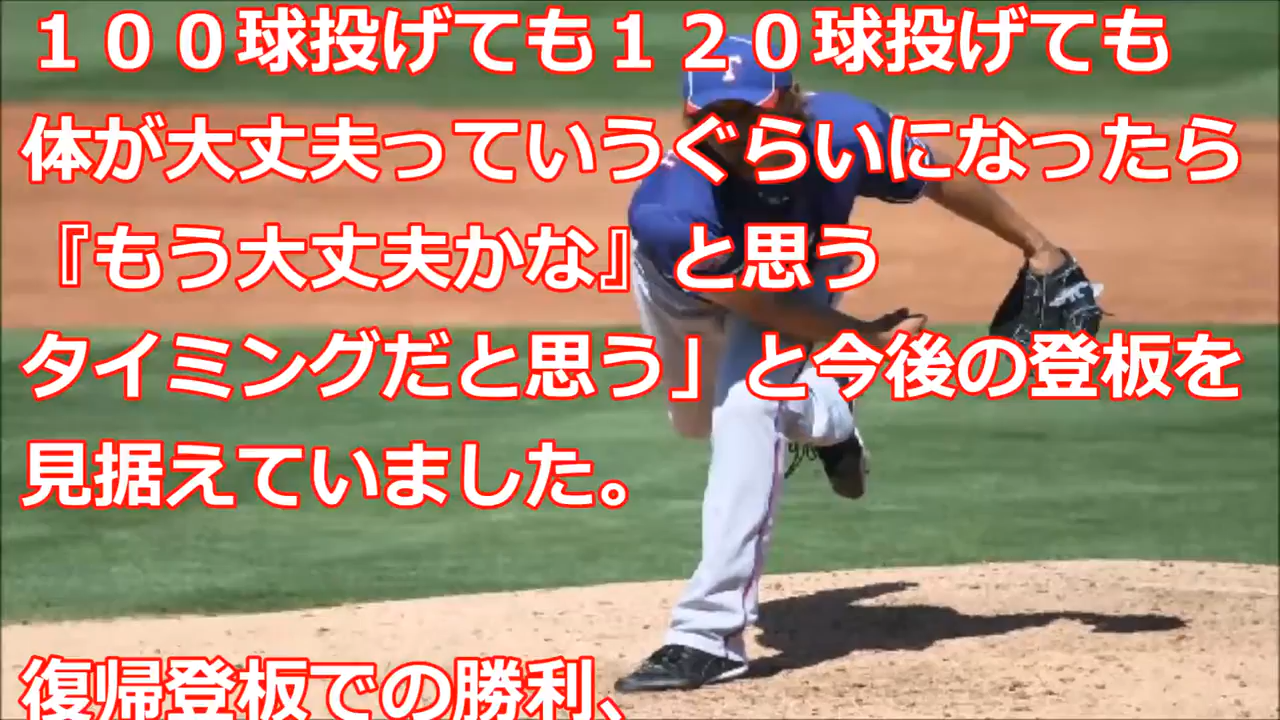 １００球投げても１２０球投げても
体が大丈夫っていうぐらいになったら
『もう大丈夫かな』と思う
タイミングだと思う」と今後の登板を
見据えていました。
復帰登板での勝利、
T